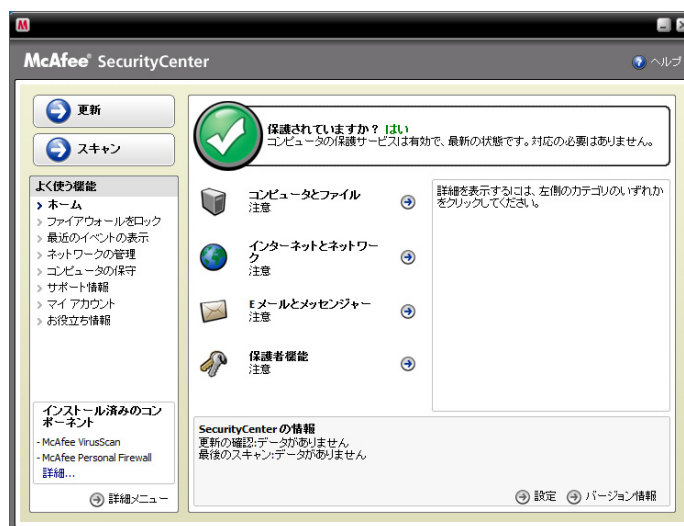 McAfee® SecurityCenter
ヘルプ
更新
スキャン
よく使う機能
ホーム
ファイアウォールをロック
最近のイベントの表示
ネットワークの管理
コンピュータの保守
サポート情報
マイ アカウント
お役立ち情報
インストール済みのコン
ポーネント
- McAfee VirusScan
- McAfee Personal Firewall
詳細...
詳細メニュー
保護されていますか? はい
コンピュータの保護サービスは有効で、最新の状態です。対応の必要はありません。
コンピュータとファイル
注意
インターネットとネットワー
ク
注意
Eメールとメッセンジャー
注意
保護者機能
注意
詳細を表示するには、左側のカテゴリのいずれか
をクリックしてください。
SecurityCenter の情報
更新の確認:データがありません
最後のスキャン:データがありません
設定 バージョン情報